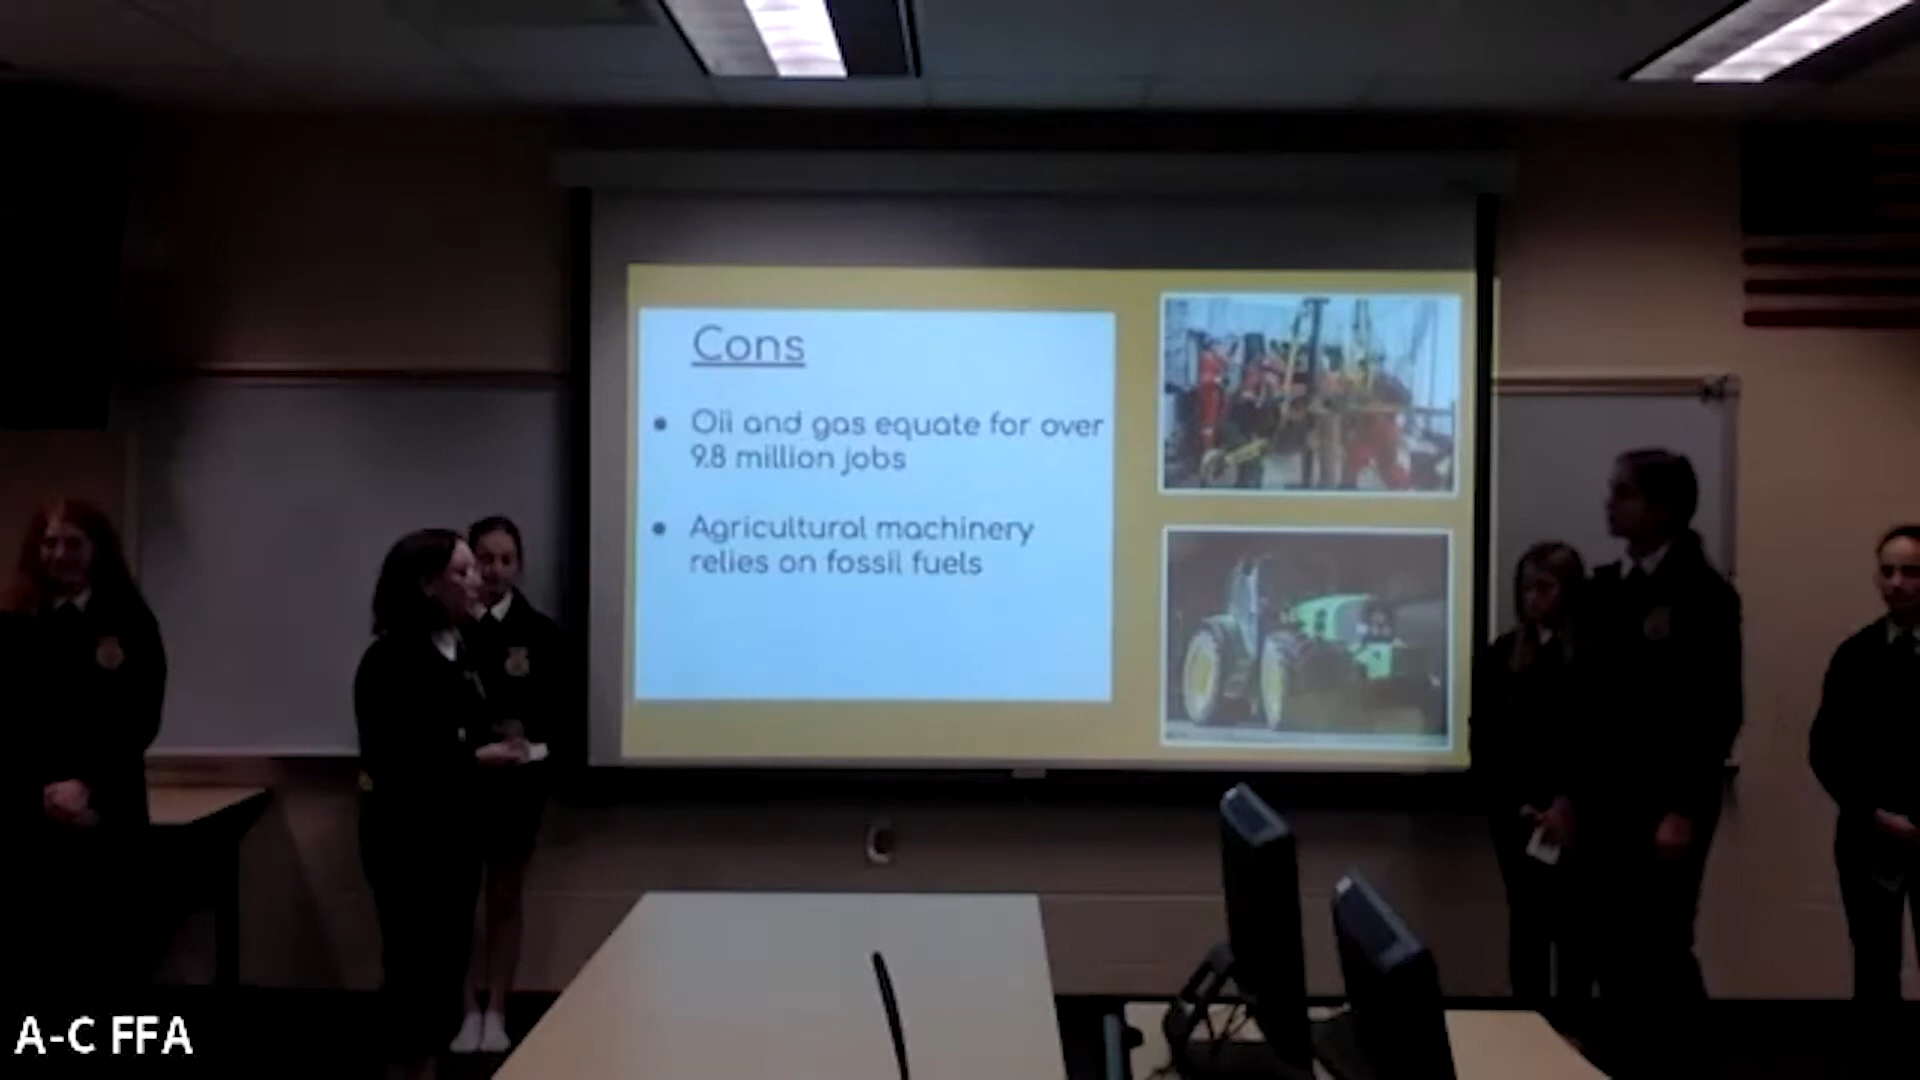 Cons
Oil and gas equate for over
9.8 million jobs
Agricultural machinery
relies on fossil fuels
A-C FFA